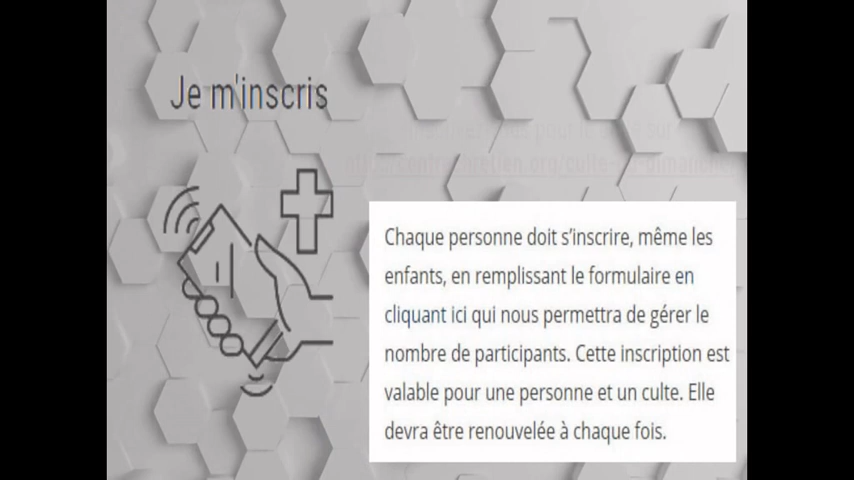 Je m'inscris
Chaque personne doit s’inscrire, même les
enfants, en remplissant le formulaire en
cliquant ici qui nous permettra de gérer le
nombre de participants. Cette inscription est
valable pour une personne et un culte. Elle
devra être renouvelée à chaque fois.